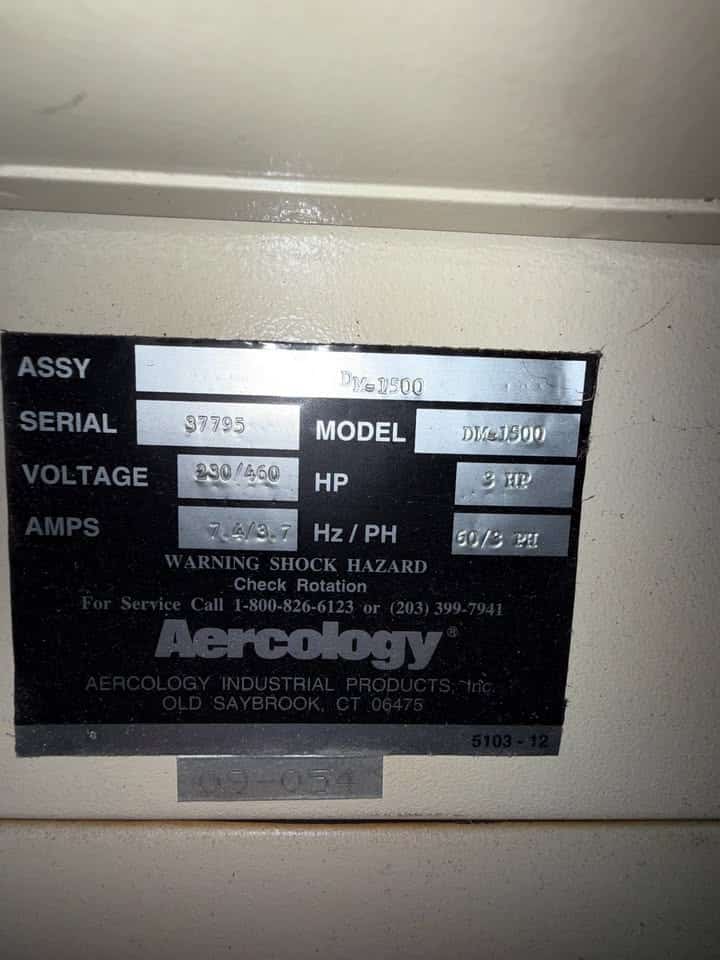 ASSY DM-1500
SERIAL 37795 MODEL DM-1500
VOLTAGE 230/460 HP 3 HP
AMPS 7.4/3.7 Hz / PH 60/3 PH
WARNING SHOCK HAZARD
Check Rotation
For Service Call 1-800-826-6123 or (203) 399-7941
Aercology®
AERCOLOGY INDUSTRIAL PRODUCTS, Inc.
OLD SAYBROOK, CT 06475
5103 - 12
09-054